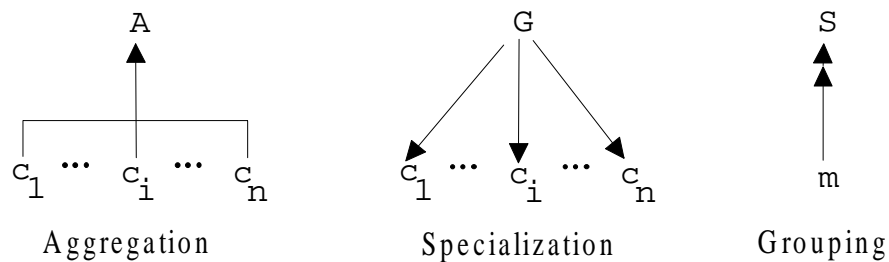 A G S
c1 ... ci ... cn c1 ... ci ... cn m
Aggregation Specialization Grouping